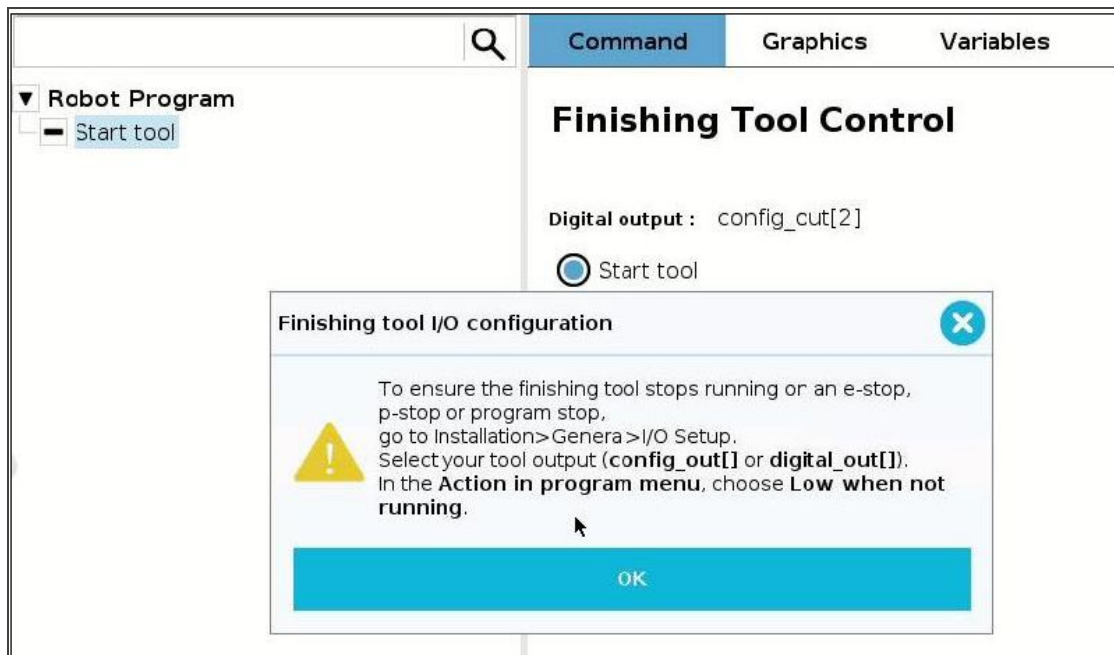 Command Graphics Variables
Robot Program
Start tool
Finishing Tool Control
Digital output : config_cut[2]
Start tool
Finishing tool I/O configuration
To ensure the finishing tool stops running on an e-stop,
p-stop or program stop,
go to Installation>Genera>I/O Setup.
Select your tool output (config_out[] or digital_out[]).
In the Action in program menu, choose Low when not
running.
OK